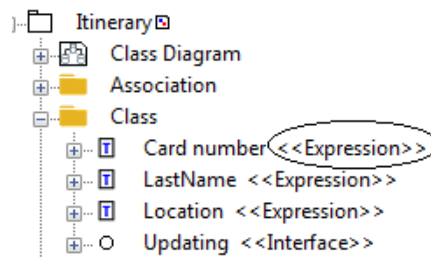 Itinerary
Class Diagram
Association
Class
T Card number <<Expression>>
T LastName <<Expression>>
T Location <<Expression>>
Updating <<Interface>>